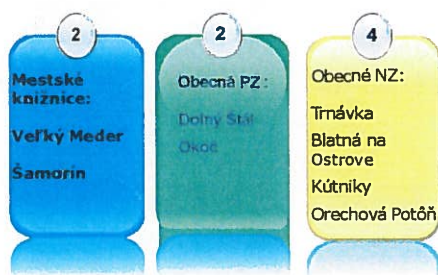 2
Mestské
knižnice:
Veľký Meder
Šamorín
2
Obecná PZ:
Dolný Štál
Okoč
4
Obecné NZ:
Trnávka
Blatná na
Ostrove
Kútniky
Orechová Potôň